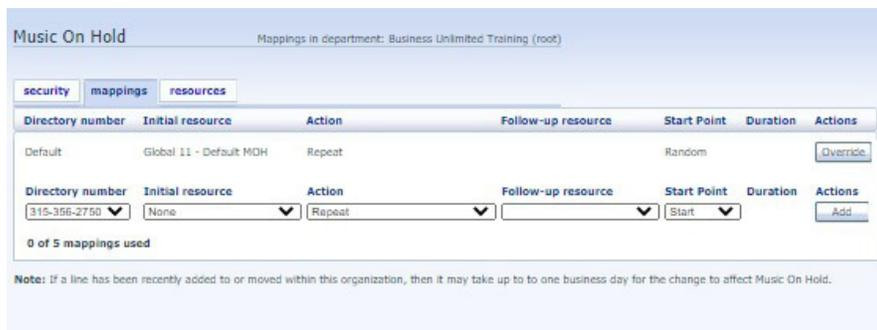 Music On Hold Mappings in department: Business Unlimited Training (root)
security mappings resources
Directory number Initial resource Action Follow-up resource Start Point Duration Actions
Default Global 11 - Default MOH Repeat Random Override
Directory number Initial resource Action Follow-up resource Start Point Duration Actions
315-356-2750 None Repeat Start Add
0 of 5 mappings used
Note: If a line has been recently added to or moved within this organization, then it may take up to to one business day for the change to affect Music On Hold.